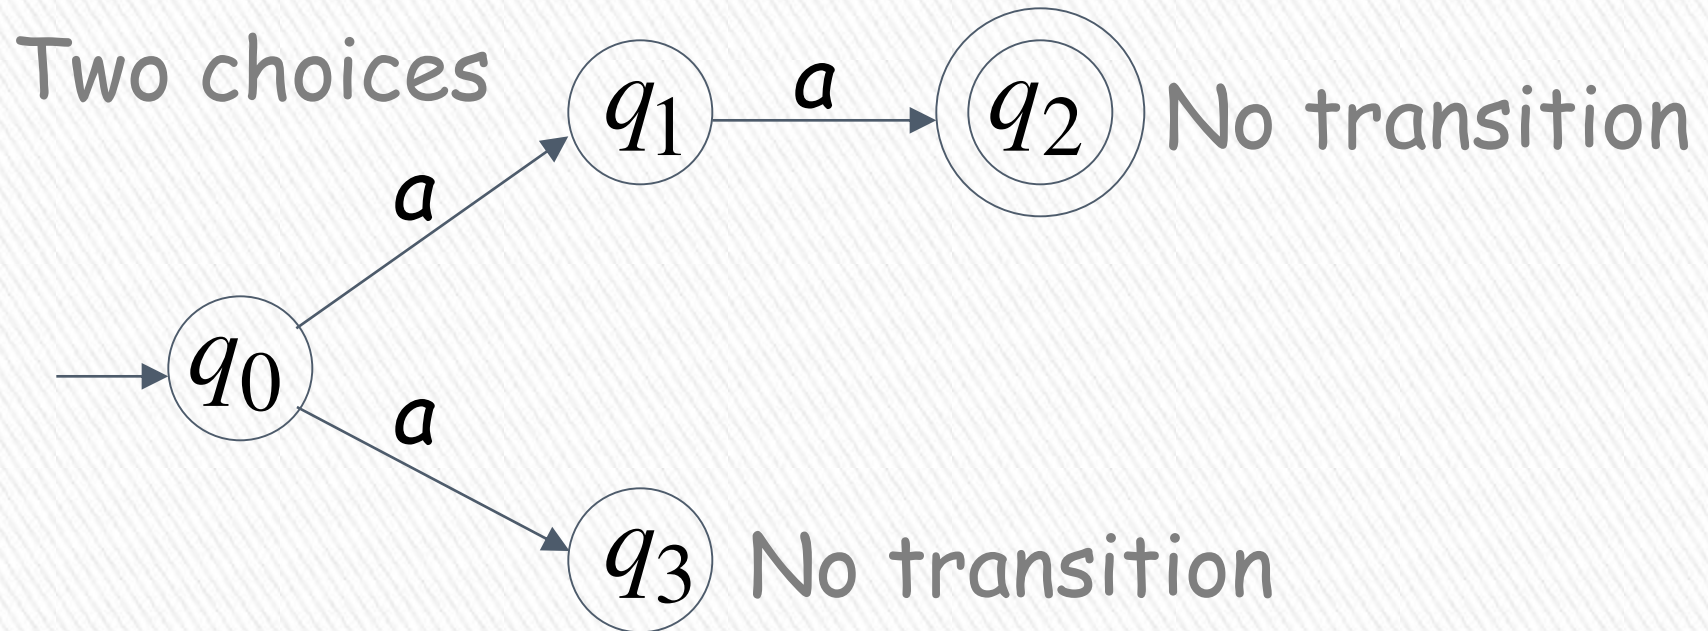 Two choices
q1 a q2 No transition
a
q0
a
q3 No transition